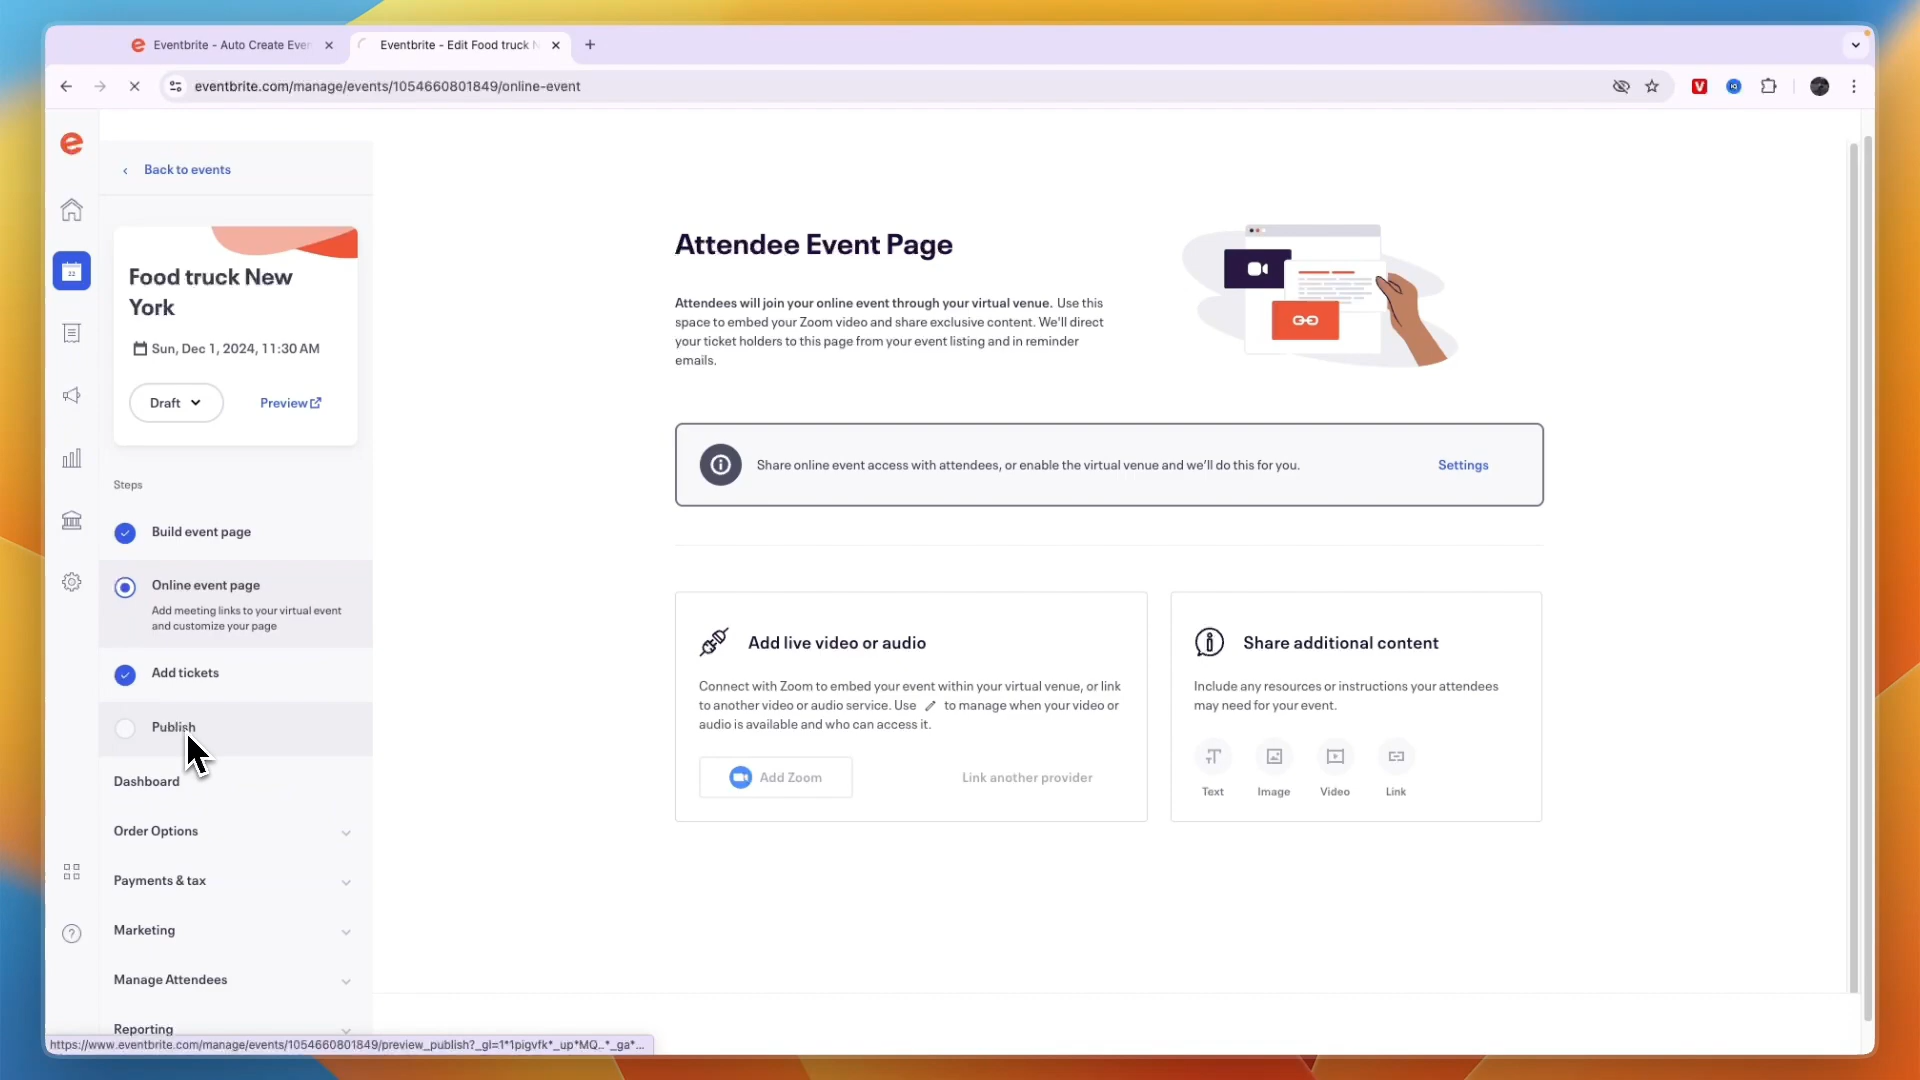 Eventbrite - Auto Create Even
Eventbrite - Edit Food truck N
eventbrite.com/manage/events/1054660801849/online-event
Back to events
Food truck New
York
Sun, Dec 1, 2024, 11:30 AM
Draft
Preview
Steps
Build event page
Online event page
Add meeting links to your virtual event
and customize your page
Add tickets
Publish
Dashboard
Order Options
Payments & tax
Marketing
Manage Attendees
Reporting
https://www.eventbrite.com/manage/events/1054660801849/preview_publish?_gl=1*1pigvfk*_up*MQ..*_ga*...
Attendee Event Page
Attendees will join your online event through your virtual venue. Use this
space to embed your Zoom video and share exclusive content. We'll direct
your ticket holders to this page from your event listing and in reminder
emails.
Share online event access with attendees, or enable the virtual venue and we'll do this for you.
Settings
Add live video or audio
Connect with Zoom to embed your event within your virtual venue, or link
to another video or audio service. Use to manage when your video or
audio is available and who can access it.
Add Zoom
Link another provider
Share additional content
Include any resources or instructions your attendees
may need for your event.
Text
Image
Video
Link